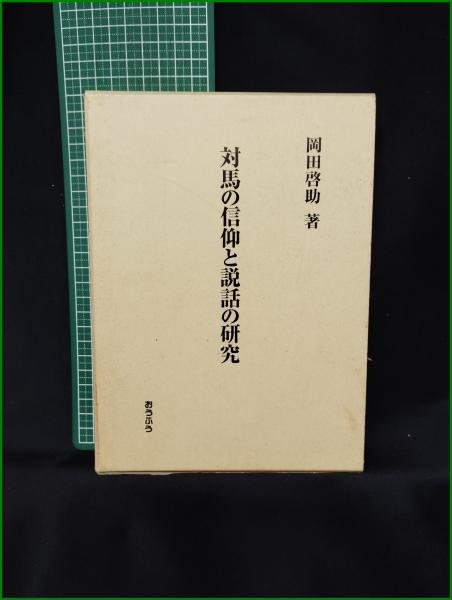 岡田啓助 著
対馬の信仰と説話の研究
おうふう